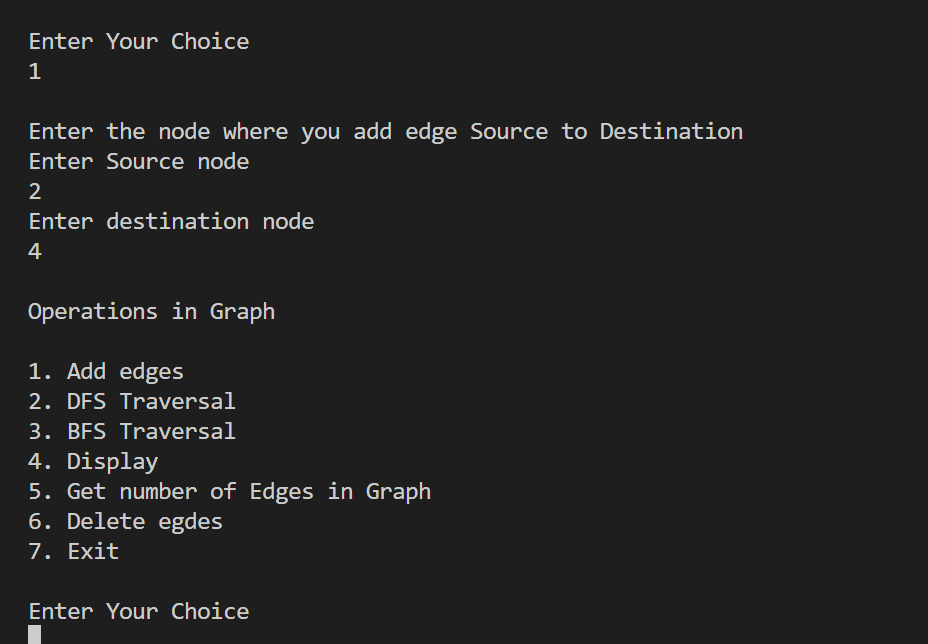 Enter Your Choice
1
Enter the node where you add edge Source to Destination
Enter Source node
2
Enter destination node
4
Operations in Graph
1. Add edges
2. DFS Traversal
3. BFS Traversal
4. Display
5. Get number of Edges in Graph
6. Delete egdes
7. Exit
Enter Your Choice